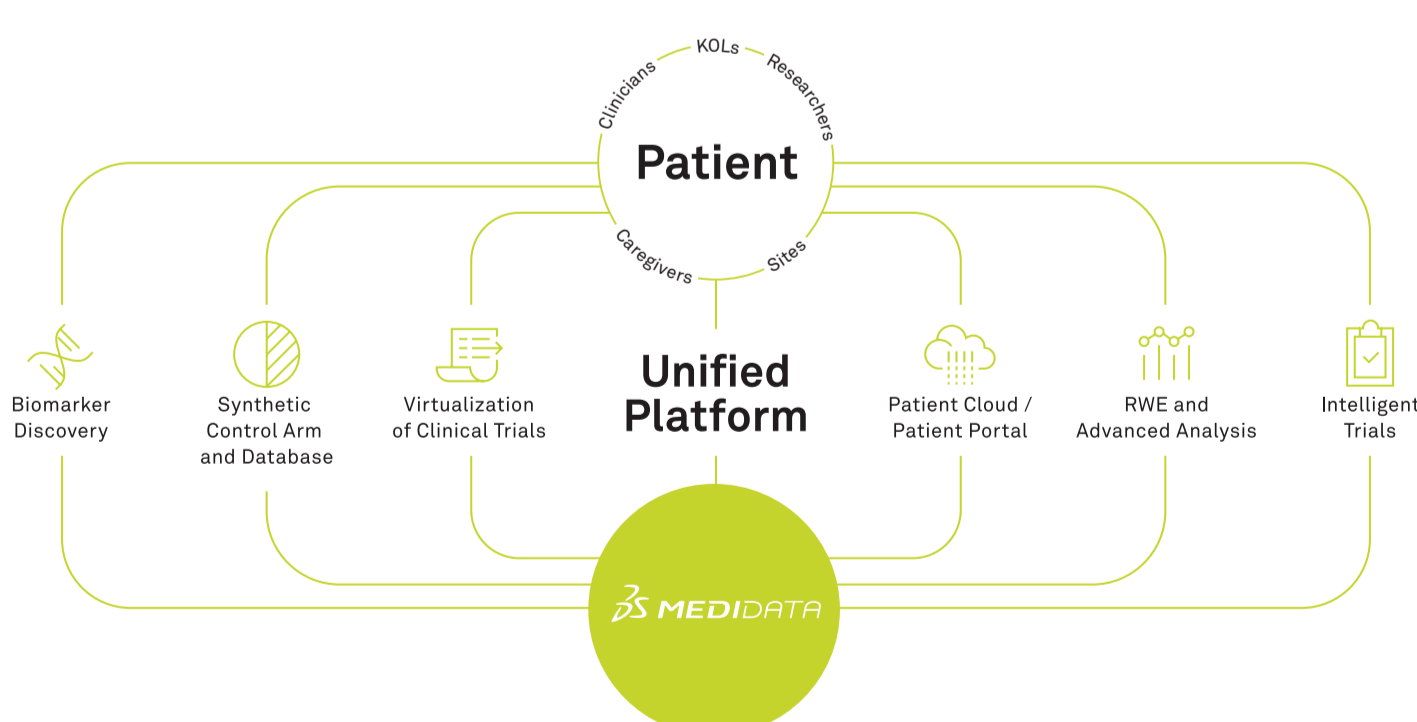 KOLs
Clinicians
Researchers
Patient
Caregivers
Sites
Biomarker
Discovery
Synthetic
Control Arm
and Database
Virtualization
of Clinical Trials
Unified
Platform
Patient Cloud /
Patient Portal
RWE and
Advanced Analysis
Intelligent
Trials
3DS MEDIDATA